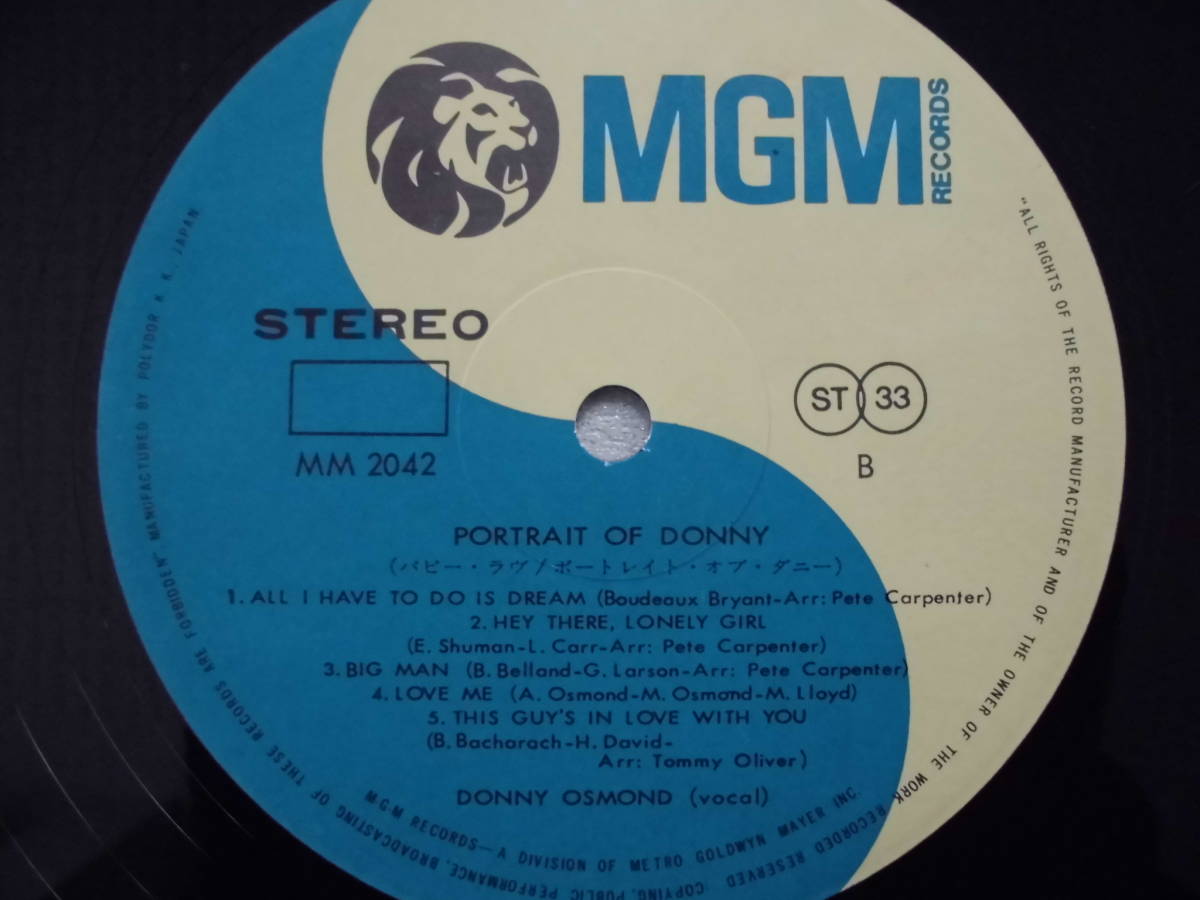 MGM
RECORDS
STEREO
MM 2042
ST 33
B
PORTRAIT OF DONNY
(パピー・ラヴ/ポートレイト・オブ・ダニー)
1. ALL I HAVE TO DO IS DREAM (Boudeaux Bryant-Arr: Pete Carpenter)
2. HEY THERE, LONELY GIRL
(E. Shuman-L. Carr-Arr: Pete Carpenter)
3. BIG MAN (B. Belland-G. Larson-Arr: Pete Carpenter)
4. LOVE ME (A. Osmond-M. Osmond-M. Lloyd)
5. THIS GUY'S IN LOVE WITH YOU
(B. Bacharach-H. David-
Arr: Tommy Oliver)
DONNY OSMOND (vocal)
M-G-M RECORDS—A DIVISION OF METRO GOLDWYN MAYER INC.
"ALL RIGHTS OF THE RECORD MANUFACTURER AND OF THE OWNER OF THE WORK RECORDED RESERVED COPYING, PUBLIC PERFORMANCE, BROADCASTING OF THESE RECORDS ARE FORBIDDEN" MANUFACTURED BY POLYDOR K. K. JAPAN